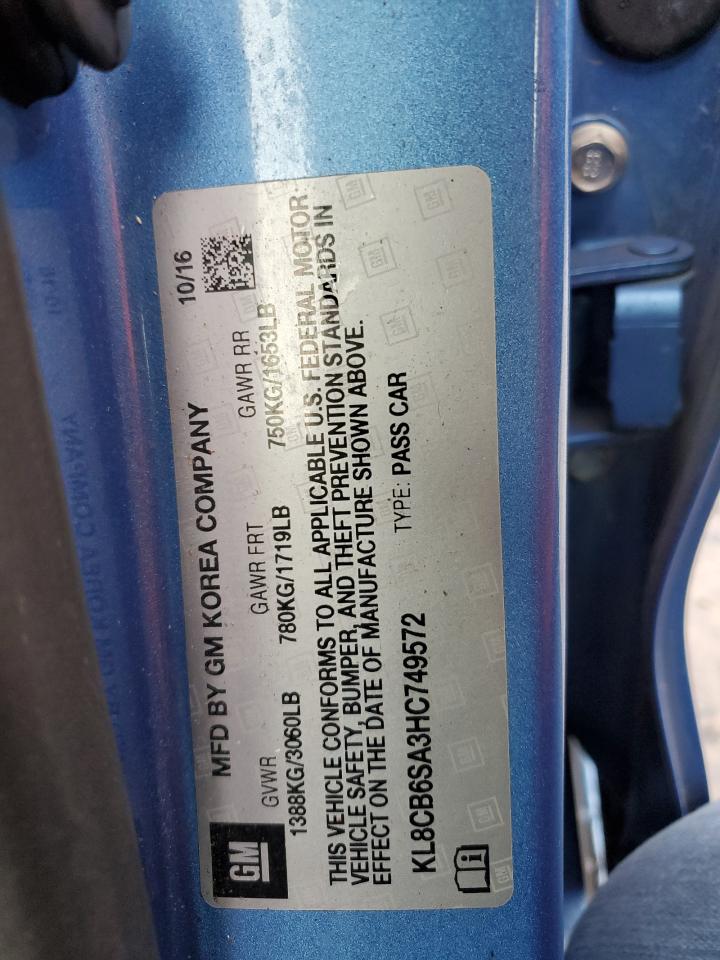 MFD BY GM KOREA COMPANY 10/16
GVWR GAWR FRT GAWR RR
1388KG/3060LB 780KG/1719LB 750KG/1653LB
THIS VEHICLE CONFORMS TO ALL APPLICABLE U.S. FEDERAL MOTOR
VEHICLE SAFETY, BUMPER, AND THEFT PREVENTION STANDARDS IN
EFFECT ON THE DATE OF MANUFACTURE SHOWN ABOVE.
KL8CB6SA3HC749572 TYPE: PASS CAR
GM